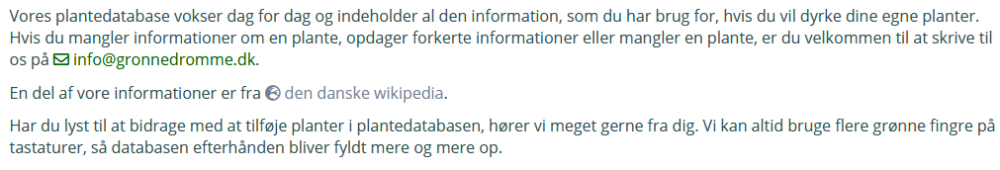 Vores plantedatabase vokser dag for dag og indeholder al den information, som du har brug for, hvis du vil dyrke dine egne planter.
Hvis du mangler informationer om en plante, opdager forkerte informationer eller mangler en plante, er du velkommen til at skrive til
os på info@gronnedromme.dk.
En del af vore informationer er fra den danske wikipedia.
Har du lyst til at bidrage med at tilføje planter i plantedatabasen, hører vi meget gerne fra dig. Vi kan altid bruge flere grønne fingre på
tastaturer, så databasen efterhånden bliver fyldt mere og mere op.